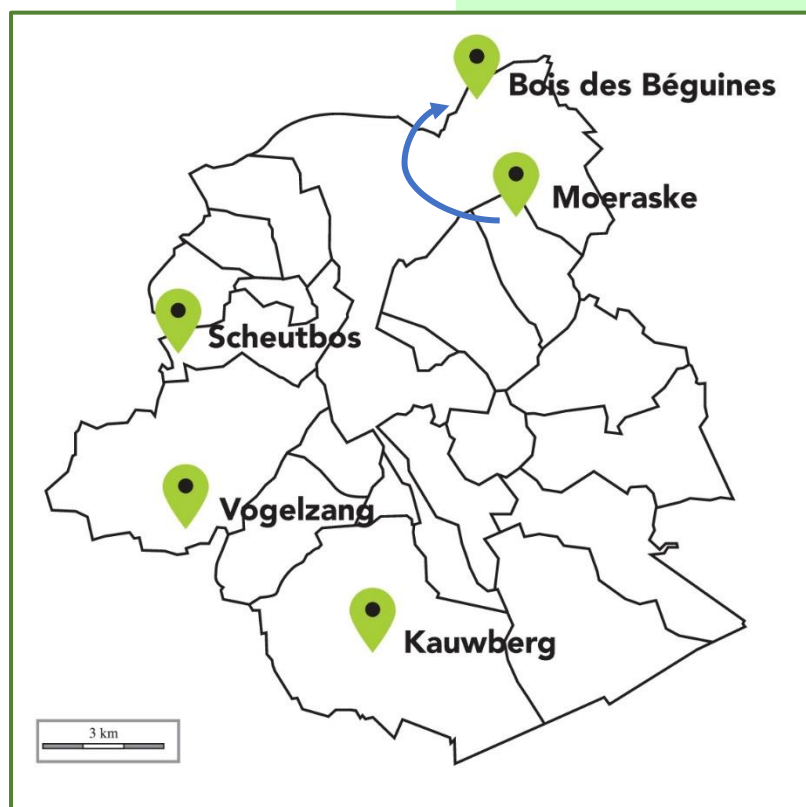 Bois des Béguines
Moeraske
Scheutbos
Vogelzang
Kauwberg
3 km